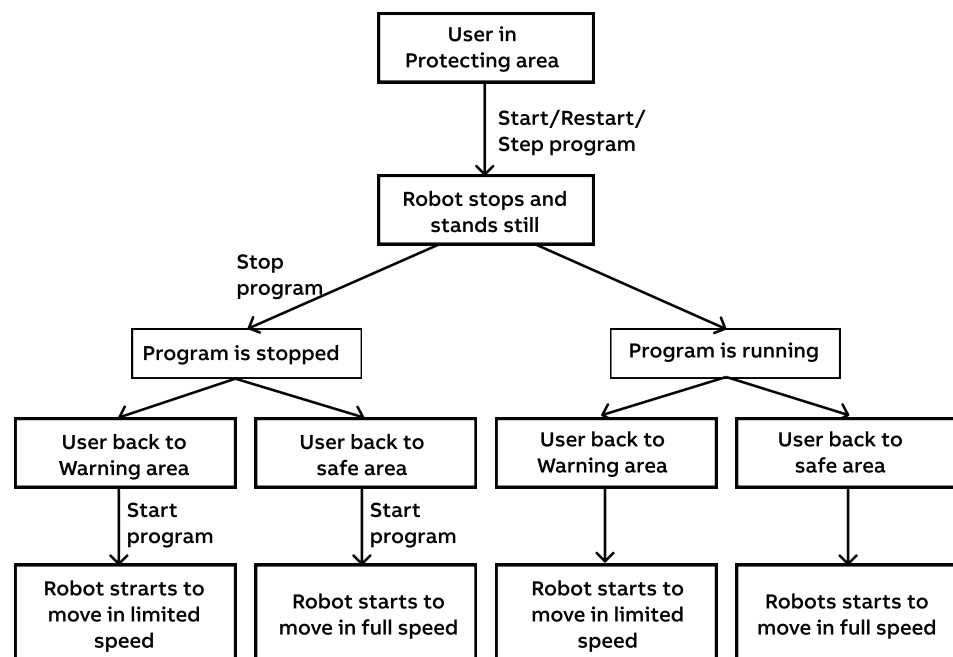 User in
Protecting area
Start/Restart/
Step program
Robot stops and
stands still
Stop
program
Program is stopped
Program is running
User back to
Warning area
User back to
safe area
User back to
Warning area
User back to
safe area
Start
program
Start
program
Robot strarts to
move in limited
speed
Robot starts to
move in full speed
Robot starts to
move in limited
speed
Robots starts to
move in full speed